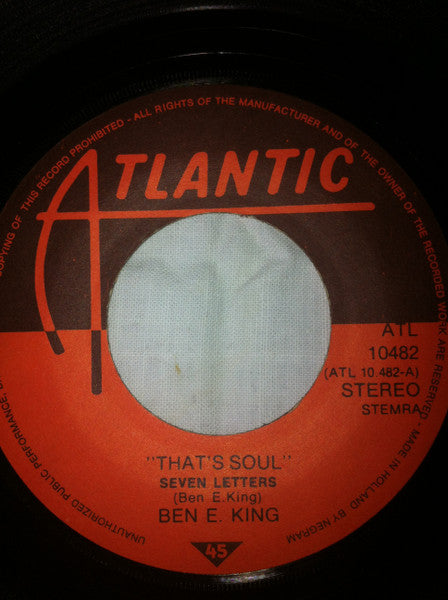 COPYING OF THIS RECORD PROHIBITED - ALL RIGHTS OF THE MANUFACTURER AND OF THE OWNER OF THE RECORDED WORK ARE RESERVED
ATLANTIC
ATL
10482
(ATL 10.482-A)
STEREO
STEMRA
"THAT'S SOUL"
SEVEN LETTERS
(Ben E.King)
BEN E. KING
45
UNAUTHORIZED PUBLIC PERFORMANCE,
- MADE IN HOLLAND BY NEGRAM